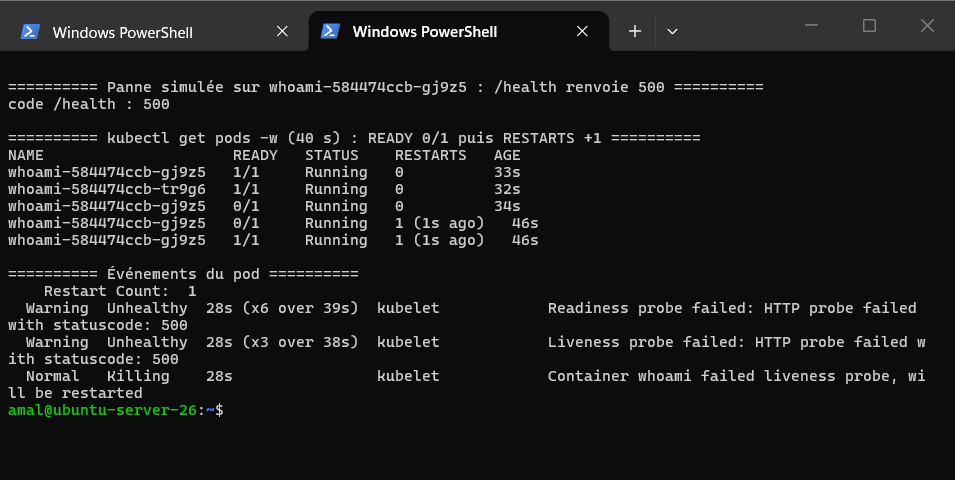 Windows PowerShell
Windows PowerShell
========== Panne simulée sur whoami-584474ccb-gj9z5 : /health renvoie 500 ==========
code /health : 500
========== kubectl get pods -w (40 s) : READY 0/1 puis RESTARTS +1 ==========
NAME                     READY   STATUS    RESTARTS   AGE
whoami-584474ccb-gj9z5   1/1     Running   0          33s
whoami-584474ccb-tr9g6   1/1     Running   0          32s
whoami-584474ccb-gj9z5   0/1     Running   0          34s
whoami-584474ccb-gj9z5   0/1     Running   1 (1s ago)   46s
whoami-584474ccb-gj9z5   1/1     Running   1 (1s ago)   46s
========== Événements du pod ==========
    Restart Count:  1
  Warning  Unhealthy  28s (x6 over 39s)  kubelet            Readiness probe failed: HTTP probe failed
with statuscode: 500
  Warning  Unhealthy  28s (x3 over 38s)  kubelet            Liveness probe failed: HTTP probe failed w
ith statuscode: 500
  Normal   Killing    28s                kubelet            Container whoami failed liveness probe, wi
ll be restarted
amal@ubuntu-server-26:~$